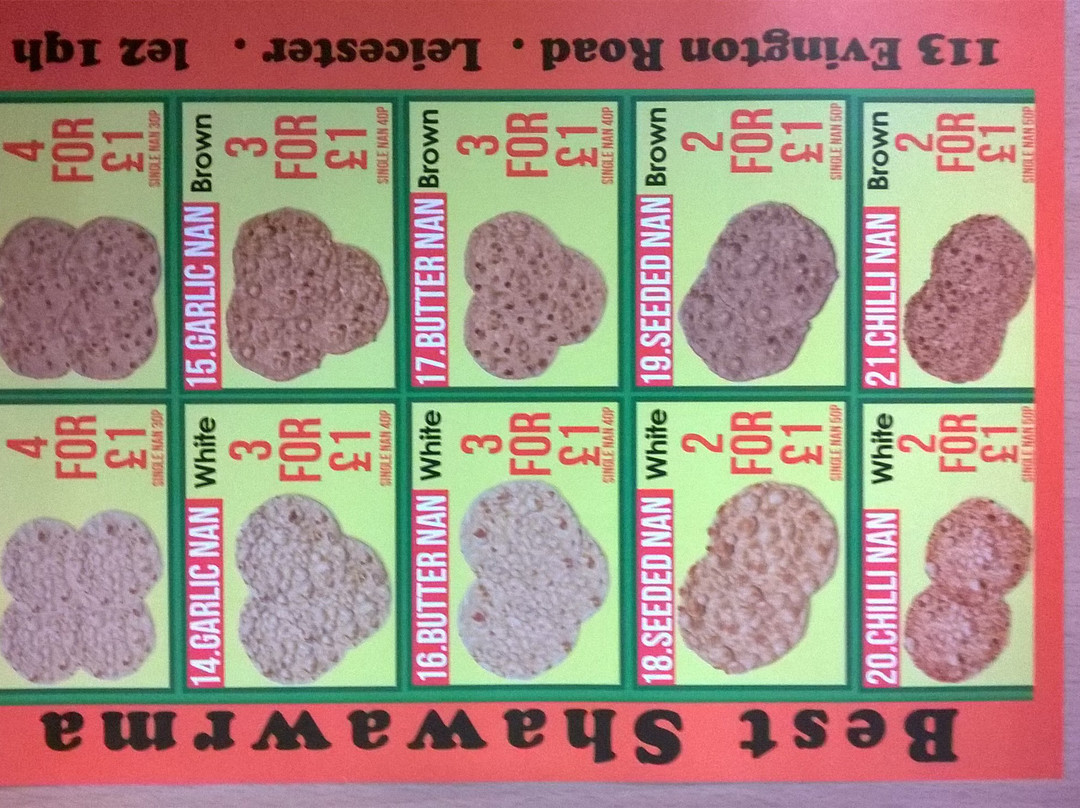 Best Shawarma
4
FOR
£1
SINGLE NAN 30P
4
FOR
£1
SINGLE NAN 30P
14.GARLIC NAN White
3
FOR
£1
SINGLE NAN 40P
15.GARLIC NAN Brown
3
FOR
£1
SINGLE NAN 40P
16.BUTTER NAN White
3
FOR
£1
SINGLE NAN 40P
17.BUTTER NAN Brown
3
FOR
£1
SINGLE NAN 40P
18.SEEDED NAN White
2
FOR
£1
SINGLE NAN 50P
19.SEEDED NAN Brown
2
FOR
£1
SINGLE NAN 50P
20.CHILLI NAN White
2
FOR
£1
SINGLE NAN 50P
21.CHILLI NAN Brown
2
FOR
£1
SINGLE NAN 50P
113 Evington Road . Leicester . le2 1qh